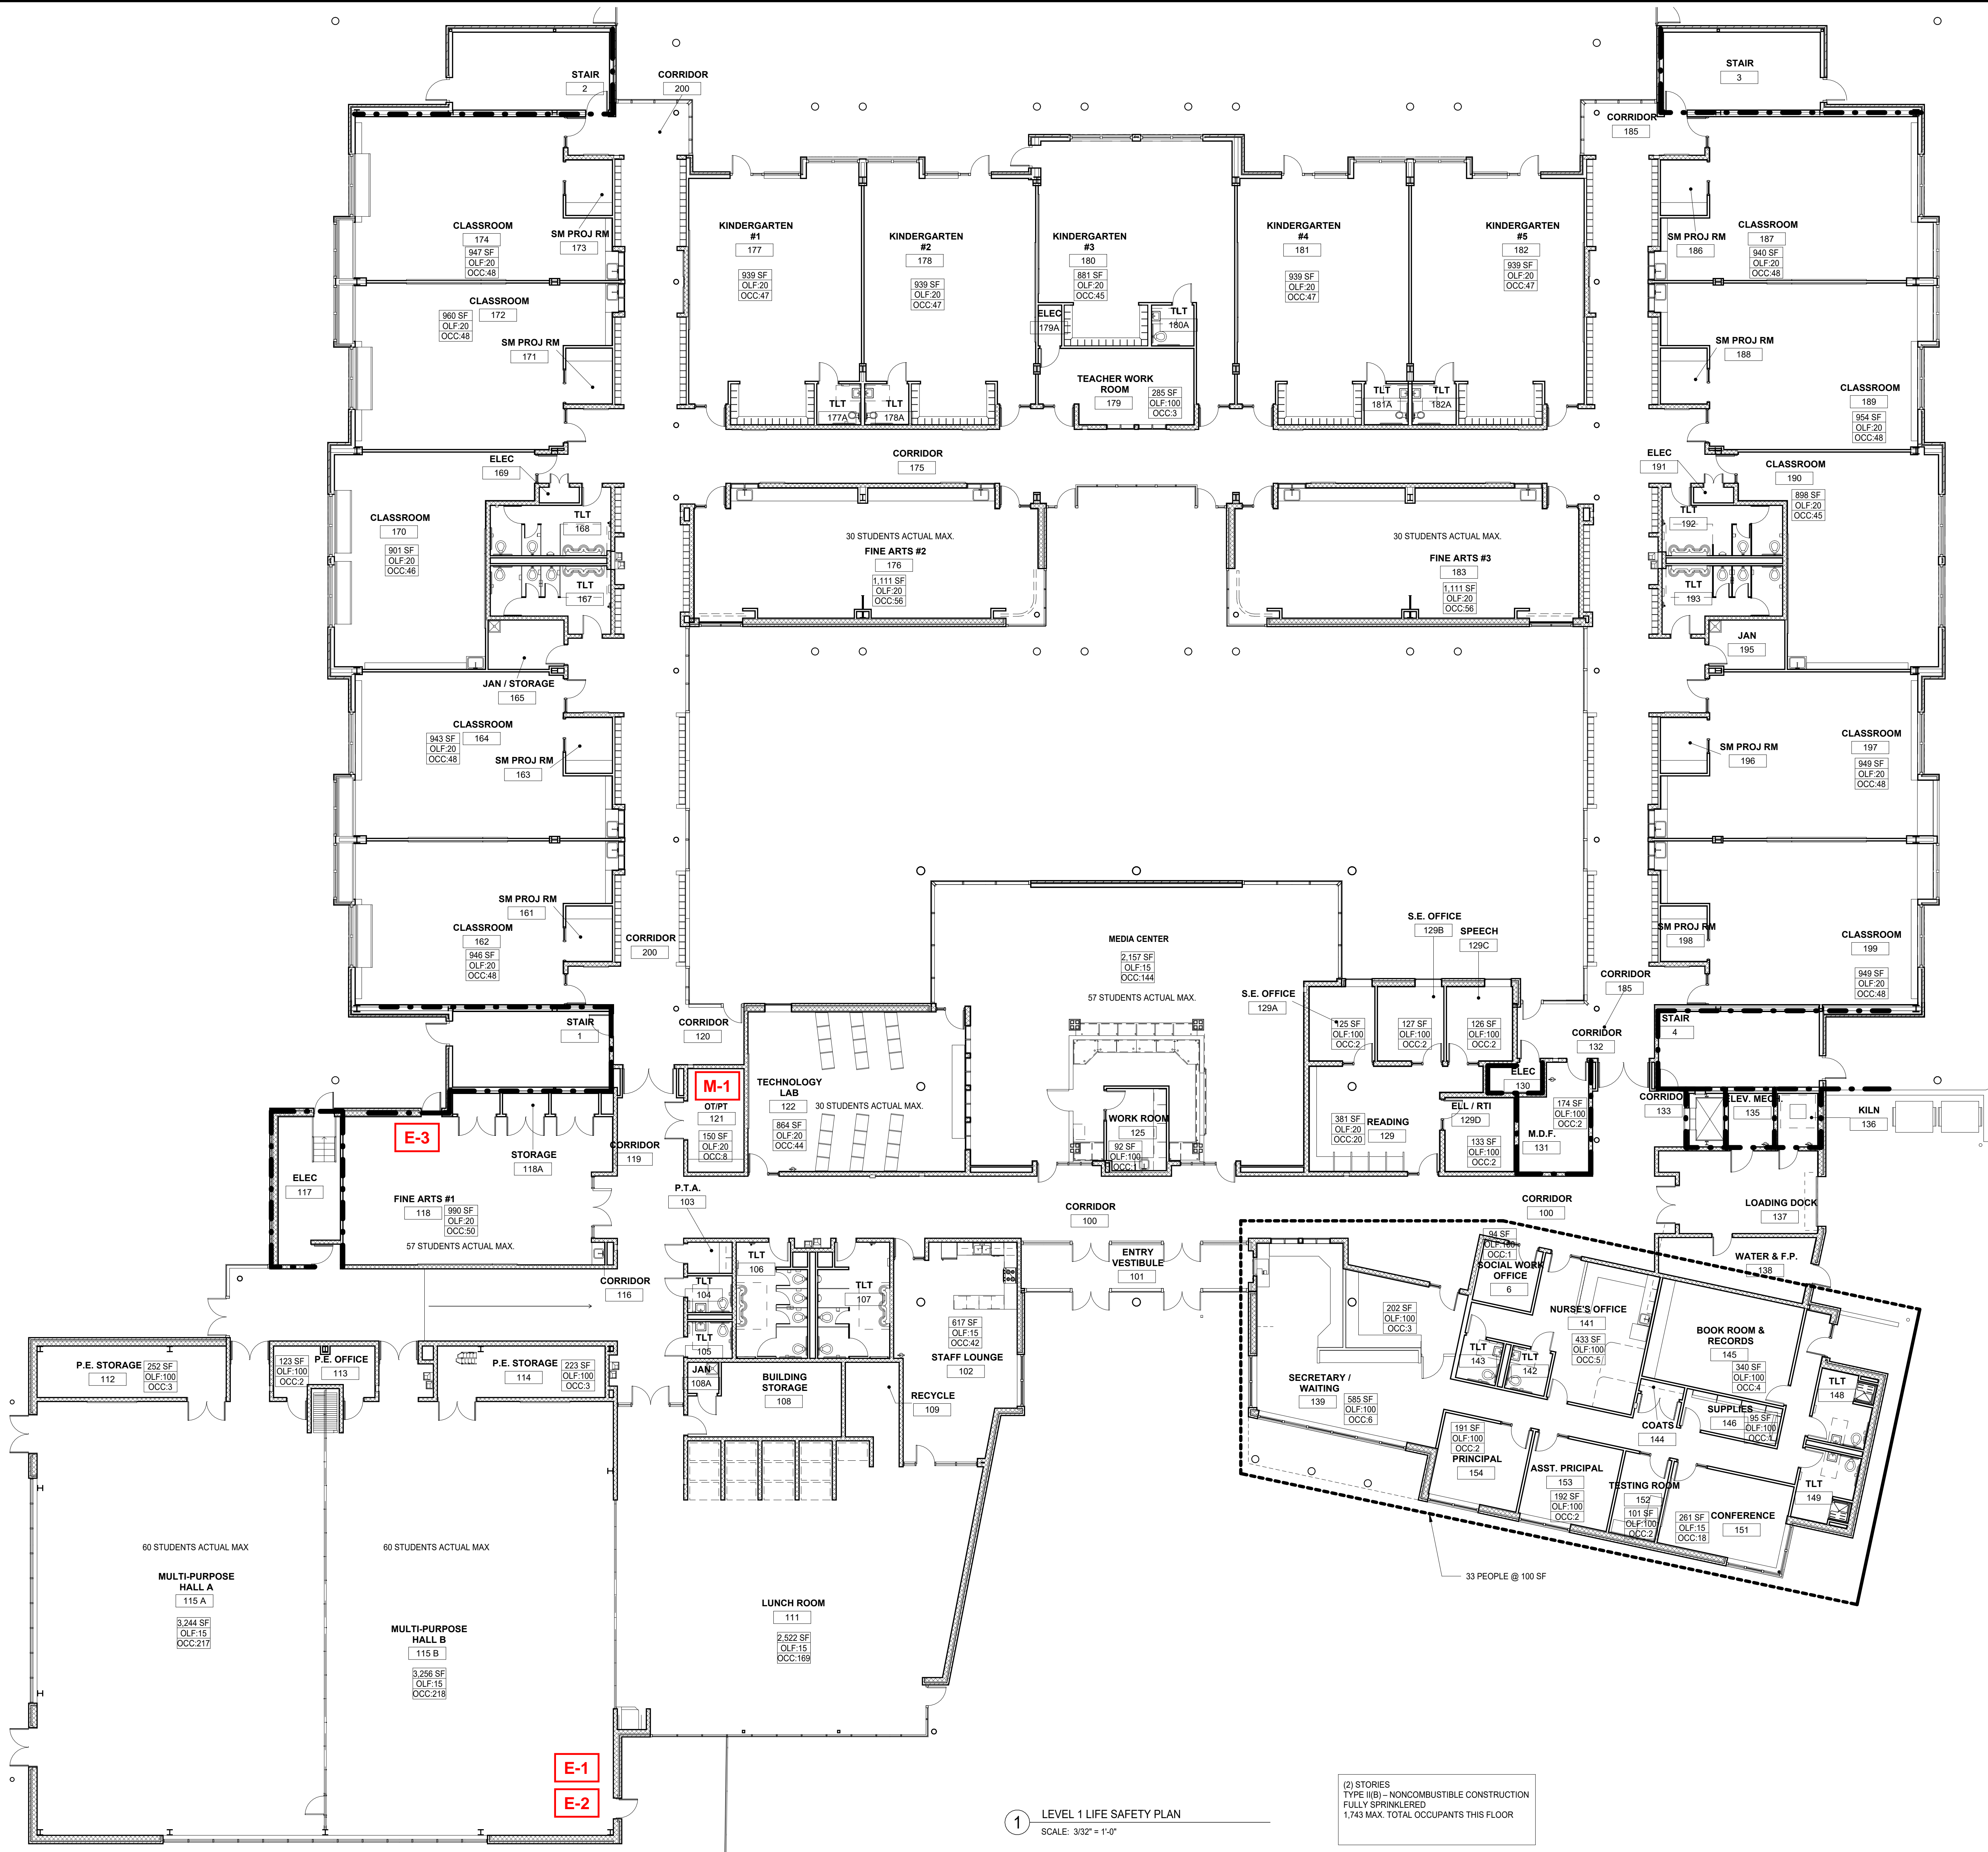 STAIR
2
CORRIDOR
200
STAIR
3
CORRIDOR
185
CLASSROOM
174
947 SF
OLF:20
OCC:48
SM PROJ RM
173
KINDERGARTEN
#1
177
939 SF
OLF:20
OCC:47
KINDERGARTEN
#2
178
939 SF
OLF:20
OCC:47
KINDERGARTEN
#3
180
881 SF
OLF:20
OCC:45
KINDERGARTEN
#4
181
939 SF
OLF:20
OCC:47
KINDERGARTEN
#5
182
939 SF
OLF:20
OCC:47
SM PROJ RM
186
CLASSROOM
187
940 SF
OLF:20
OCC:48
CLASSROOM
172
960 SF
OLF:20
OCC:48
SM PROJ RM
171
ELEC
179A
TLT
180A
TEACHER WORK
ROOM
179
285 SF
OLF:100
OCC:3
TLT
177A
TLT
178A
TLT
181A
TLT
182A
SM PROJ RM
188
CLASSROOM
189
954 SF
OLF:20
OCC:48
ELEC
169
CORRIDOR
175
ELEC
191
CLASSROOM
190
898 SF
OLF:20
OCC:45
CLASSROOM
170
901 SF
OLF:20
OCC:46
TLT
168
TLT
167
30 STUDENTS ACTUAL MAX.
FINE ARTS #2
176
1,111 SF
OLF:20
OCC:56
30 STUDENTS ACTUAL MAX.
FINE ARTS #3
183
1,111 SF
OLF:20
OCC:56
TLT
192
TLT
193
JAN
195
JAN / STORAGE
165
CLASSROOM
164
943 SF
OLF:20
OCC:48
SM PROJ RM
163
SM PROJ RM
196
CLASSROOM
197
949 SF
OLF:20
OCC:48
SM PROJ RM
161
CLASSROOM
162
946 SF
OLF:20
OCC:48
CORRIDOR
200
MEDIA CENTER
2,157 SF
OLF:15
OCC:144
57 STUDENTS ACTUAL MAX.
S.E. OFFICE
129B
SPEECH
129C
S.E. OFFICE
129A
125 SF
OLF:100
OCC:2
127 SF
OLF:100
OCC:2
126 SF
OLF:100
OCC:2
SM PROJ RM
198
CLASSROOM
199
949 SF
OLF:20
OCC:48
CORRIDOR
185
STAIR
1
CORRIDOR
120
CORRIDOR
132
STAIR
4
M-1
OT/PT
121
150 SF
OLF:20
OCC:8
TECHNOLOGY
LAB
122
30 STUDENTS ACTUAL MAX.
864 SF
OLF:20
OCC:44
WORK ROOM
125
92 SF
OLF:100
OCC:1
READING
129
381 SF
OLF:20
OCC:20
ELL / RTI
129D
133 SF
OLF:100
OCC:2
ELEC
130
174 SF
OLF:100
OCC:2
M.D.F.
131
CORRIDO
133
ELEV. MECH.
135
KILN
136
E-3
STORAGE
118A
CORRIDOR
119
ELEC
117
FINE ARTS #1
118
990 SF
OLF:20
OCC:50
57 STUDENTS ACTUAL MAX.
P.T.A.
103
CORRIDOR
100
CORRIDOR
100
LOADING DOCK
137
WATER & F.P.
138
CORRIDOR
116
TLT
104
TLT
105
TLT
106
TLT
107
ENTRY
VESTIBULE
101
94 SF
OLF:100
OCC:1
SOCIAL WORK
OFFICE
6
NURSE'S OFFICE
141
433 SF
OLF:100
OCC:5
202 SF
OLF:100
OCC:3
TLT
143
TLT
142
BOOK ROOM &
RECORDS
145
340 SF
OLF:100
OCC:4
TLT
148
P.E. STORAGE
112
252 SF
OLF:100
OCC:3
123 SF
OLF:100
OCC:2
P.E. OFFICE
113
P.E. STORAGE
114
223 SF
OLF:100
OCC:3
JAN
108A
BUILDING
STORAGE
108
617 SF
OLF:15
OCC:42
STAFF LOUNGE
102
RECYCLE
109
SECRETARY /
WAITING
139
585 SF
OLF:100
OCC:6
COATS
144
SUPPLIES
146
95 SF
OLF:100
OCC:1
191 SF
OLF:100
OCC:2
PRINCIPAL
154
ASST. PRICIPAL
153
192 SF
OLF:100
OCC:2
TESTING ROOM
152
101 SF
OLF:100
OCC:2
261 SF
OLF:15
OCC:18
CONFERENCE
151
TLT
149
33 PEOPLE @ 100 SF
60 STUDENTS ACTUAL MAX
MULTI-PURPOSE
HALL A
115 A
3,244 SF
OLF:15
OCC:217
60 STUDENTS ACTUAL MAX
MULTI-PURPOSE
HALL B
115 B
3,256 SF
OLF:15
OCC:218
LUNCH ROOM
111
2,522 SF
OLF:15
OCC:169
E-1
E-2
1
LEVEL 1 LIFE SAFETY PLAN
SCALE: 3/32" = 1'-0"
(2) STORIES
TYPE II(B) – NONCOMBUSTIBLE CONSTRUCTION
FULLY SPRINKLERED
1,743 MAX. TOTAL OCCUPANTS THIS FLOOR